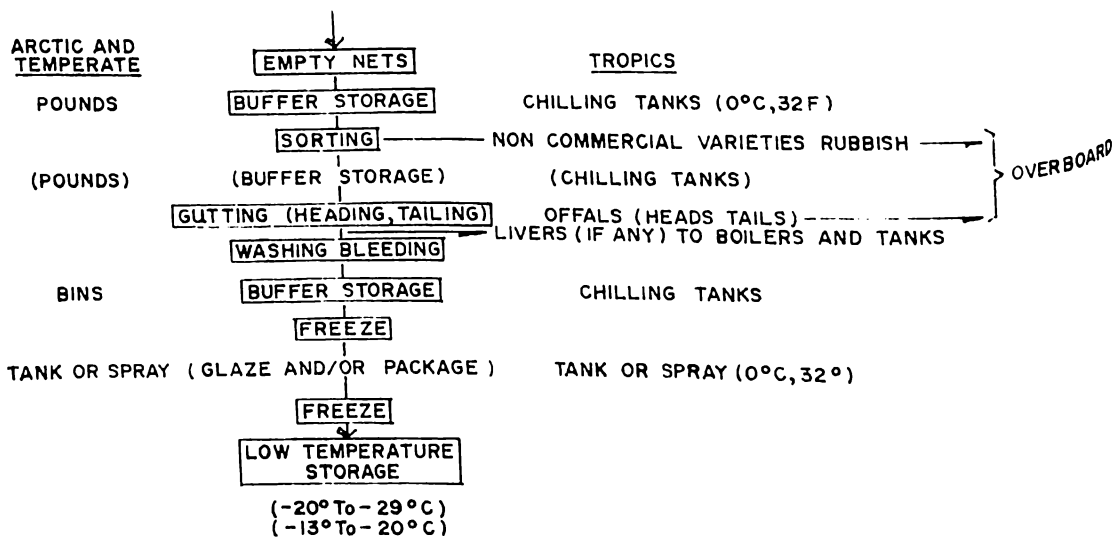 ARCTIC AND
TEMPERATE EMPTY NETS TROPICS
POUNDS BUFFER STORAGE CHILLING TANKS (0°C,32F)
SORTING NON COMMERCIAL VARIETIES RUBBISH
OVERBOARD
(POUNDS) (BUFFER STORAGE) (CHILLING TANKS)
GUTTING (HEADING,TAILING) OFFALS (HEADS TAILS)
LIVERS (IF ANY) TO BOILERS AND TANKS
WASHING BLEEDING
BINS BUFFER STORAGE CHILLING TANKS
FREEZE
TANK OR SPRAY (GLAZE AND/OR PACKAGE) TANK OR SPRAY (0°C,32°)
FREEZE
LOW TEMPERATURE
STORAGE
(-20° To -29°C)
(-13° To -20°C)